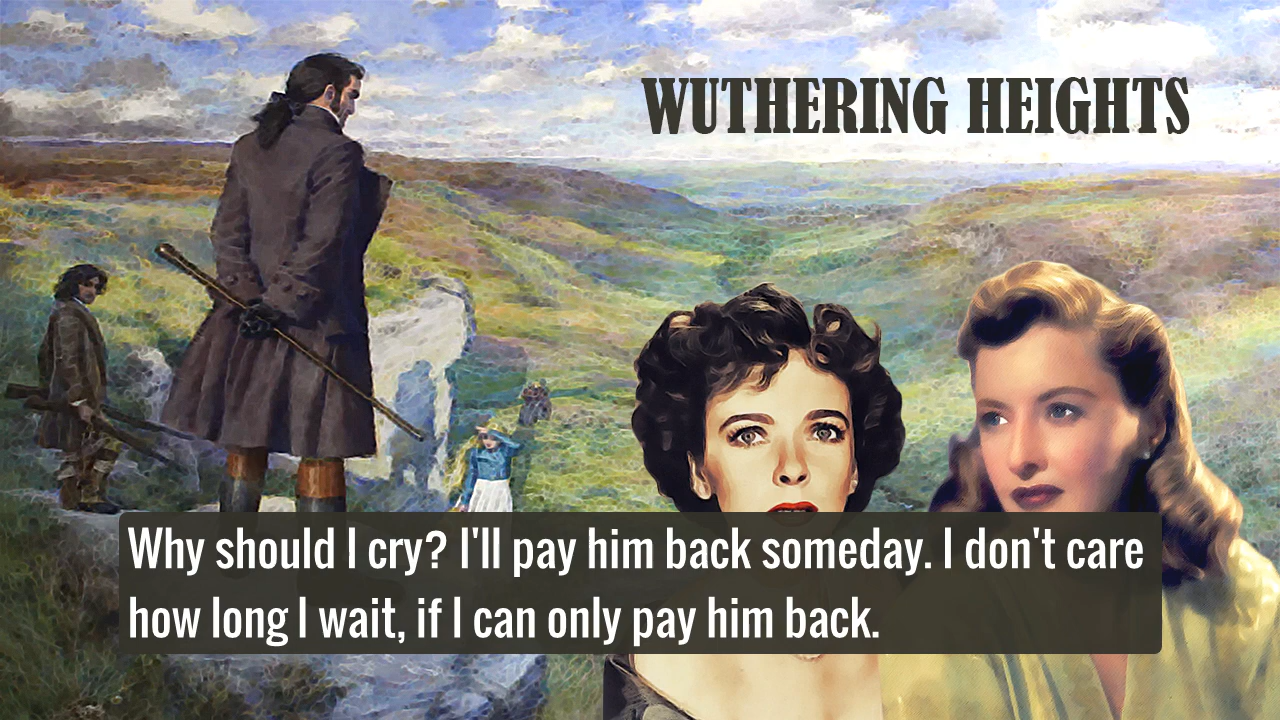 WUTHERING HEIGHTS
Why should I cry? I'll pay him back someday. I don't care
how long I wait, if I can only pay him back.